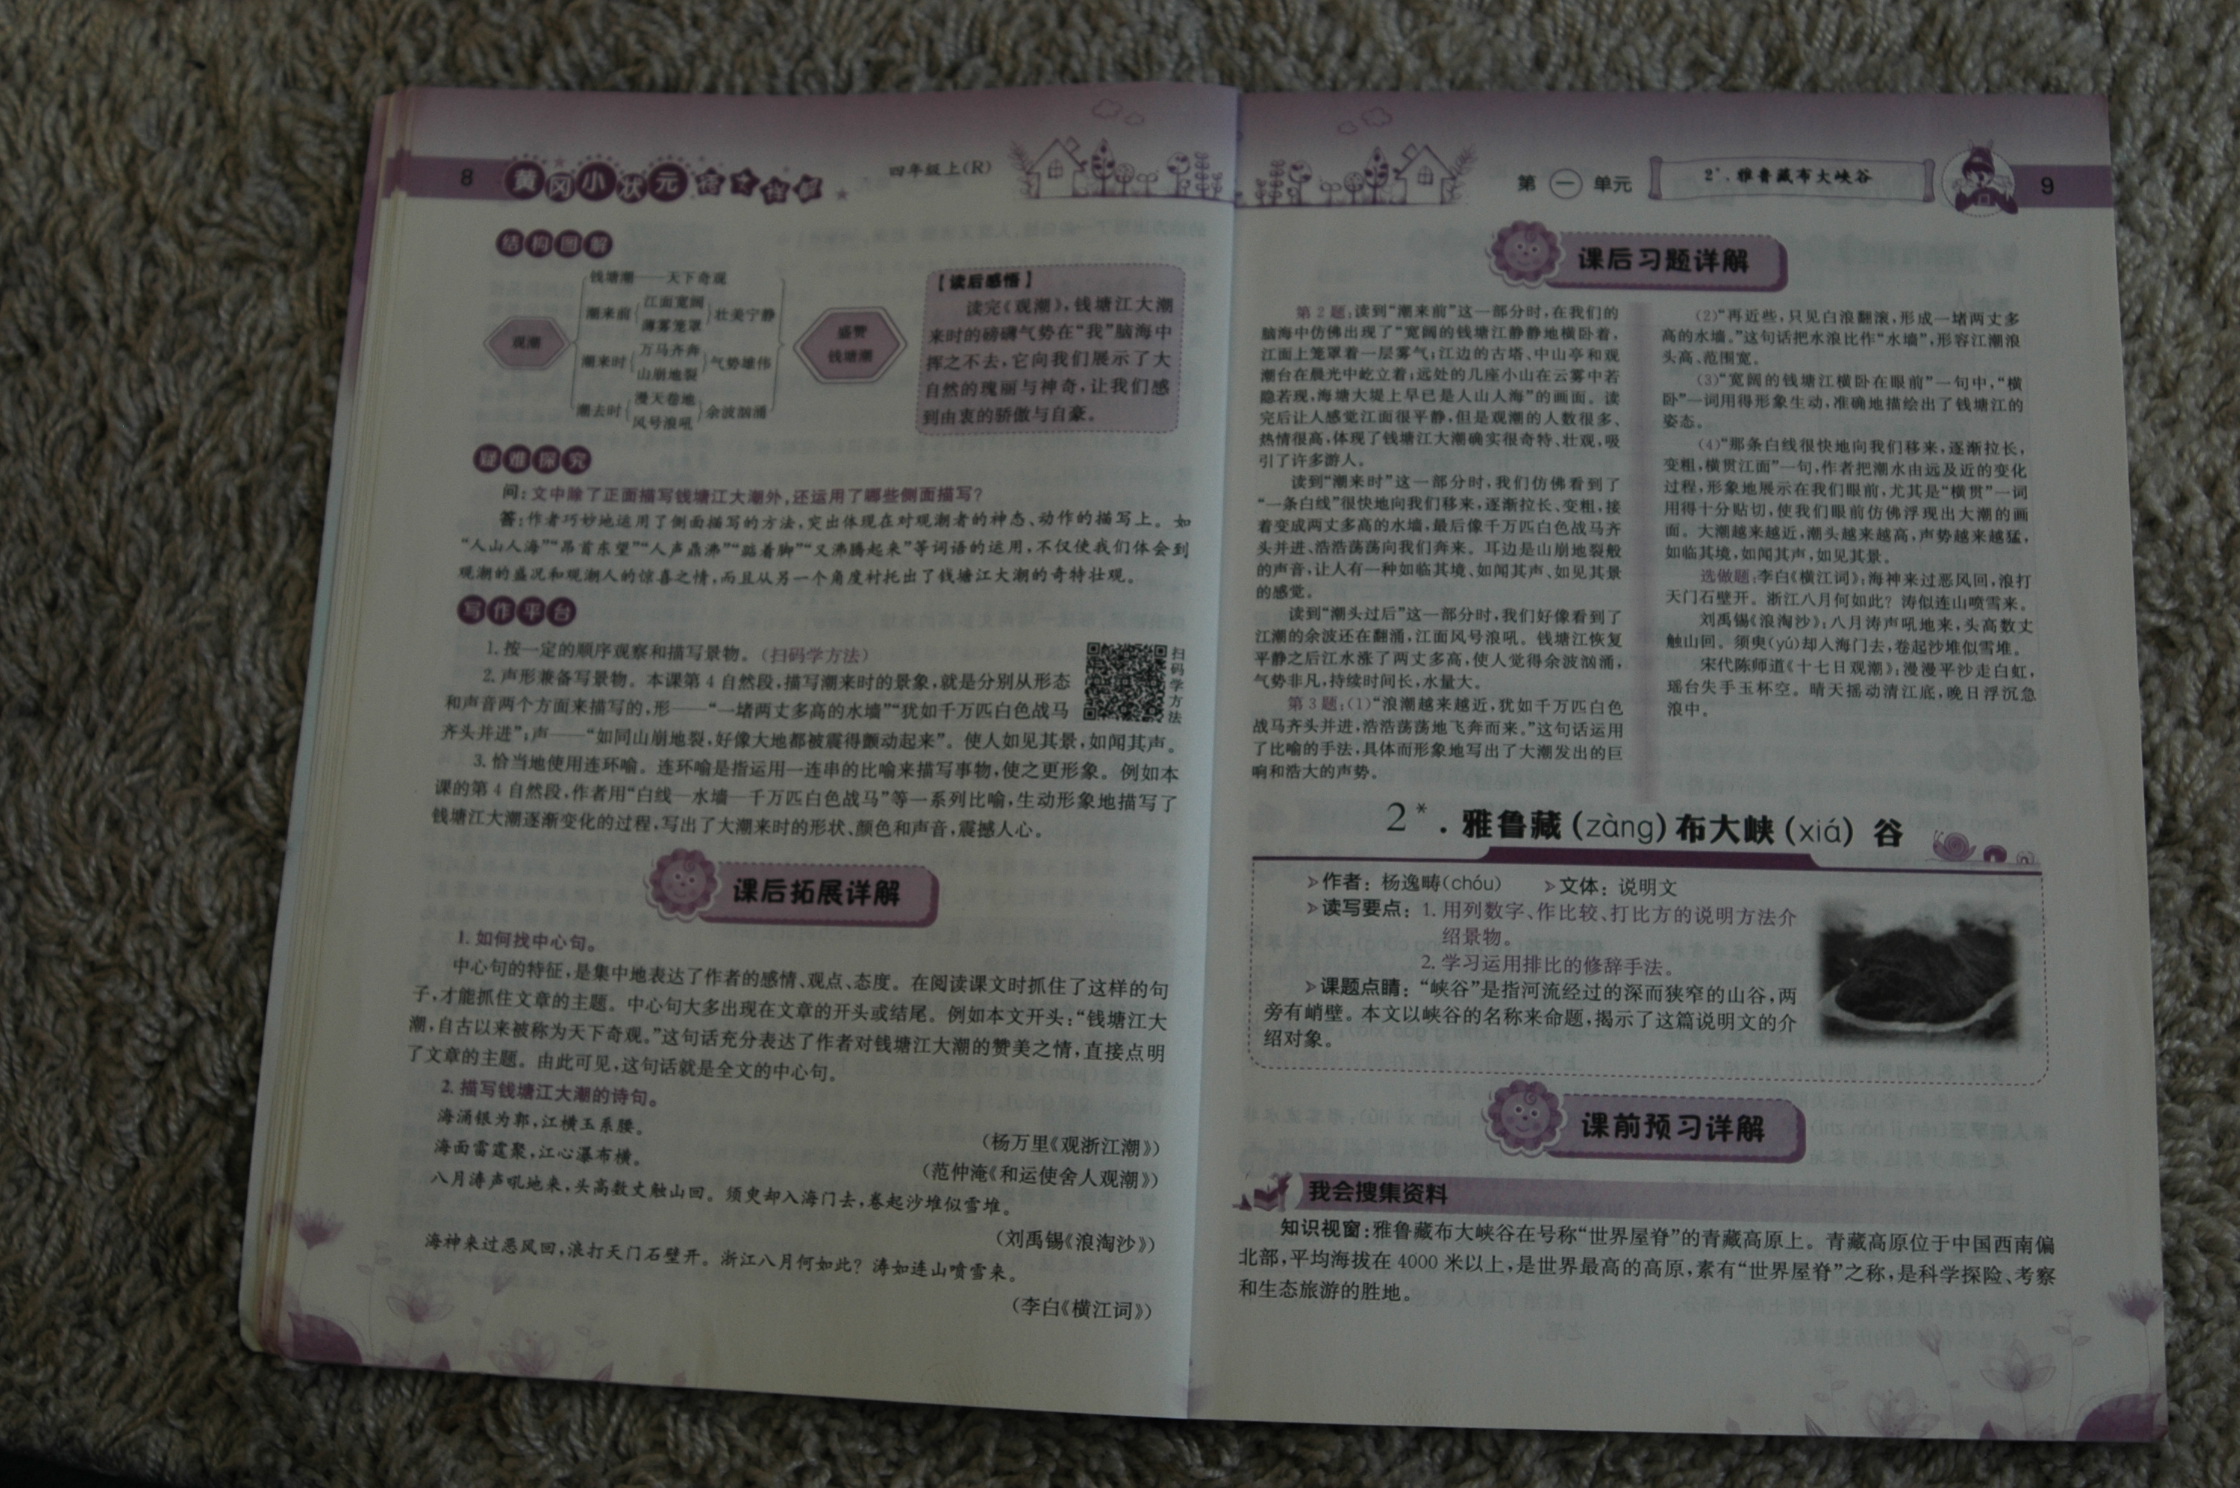 8
黄冈小状元 语文详解
四年级上(R)
结构图解
观潮
钱塘潮——天下奇观
潮来前
江面宽阔
薄雾笼罩
壮美宁静
潮来时
万马齐奔
山崩地裂
气势雄伟
潮去时
漫天卷地
风号浪吼
余波汹涌
盛赞
钱塘潮
【读后感悟】
读完《观潮》,钱塘江大潮
来时的磅礴气势在“我”脑海中
挥之不去,它向我们展示了大
自然的瑰丽与神奇,让我们感
到由衷的骄傲与自豪。
疑难探究
问:文中除了正面描写钱塘江大潮外,还运用了哪些侧面描写?
答:作者巧妙地运用了侧面描写的方法,突出体现在对观潮者的神态、动作的描写上。如
“人山人海”“昂首东望”“人声鼎沸”“踮着脚”“又沸腾起来”等词语的运用,不仅使我们体会到
观潮的盛况和观潮人的惊喜之情,而且从另一个角度衬托出了钱塘江大潮的奇特壮观。
写作平台
1. 按一定的顺序观察和描写景物。(扫码学方法)
2. 声形兼备写景物。本课第 4 自然段,描写潮来时的景象,就是分别从形态
和声音两个方面来描写的,形——“一堵两丈多高的水墙”“犹如千万匹白色战马
齐头并进”;声——“如同山崩地裂,好像大地都被震得颤动起来”。使人如见其景,如闻其声。
扫码学方法
3. 恰当地使用连环喻。连环喻是指运用一连串的比喻来描写事物,使之更形象。例如本
课的第 4 自然段,作者用“白线—水墙—千万匹白色战马”等一系列比喻,生动形象地描写了
钱塘江大潮逐渐变化的过程,写出了大潮来时的形状、颜色和声音,震撼人心。
课后拓展详解
1. 如何找中心句。
中心句的特征,是集中地表达了作者的感情、观点、态度。在阅读课文时抓住了这样的句
子,才能抓住文章的主题。中心句大多出现在文章的开头或结尾。例如本文开头:“钱塘江大
潮,自古以来被称为天下奇观。”这句话充分表达了作者对钱塘江大潮的赞美之情,直接点明
了文章的主题。由此可见,这句话就是全文的中心句。
2. 描写钱塘江大潮的诗句。
海涌银为郭,江横玉系腰。
(杨万里《观浙江潮》)
海面雷霆聚,江心瀑布横。
(范仲淹《和运使舍人观潮》)
八月涛声吼地来,头高数丈触山回。须臾却入海门去,卷起沙堆似雪堆。
(刘禹锡《浪淘沙》)
海神来过恶风回,浪打天门石壁开。浙江八月何如此?涛如连山喷雪来。
(李白《横江词》)
第一单元
2*.雅鲁藏布大峡谷
9
课后习题详解
第 2 题:读到“潮来前”这一部分时,在我们的
脑海中仿佛出现了“宽阔的钱塘江静静地横卧着,
江面上笼罩着一层雾气;江边的古塔、中山亭和观
潮台在晨光中屹立着;远处的几座小山在云雾中若
隐若现,海塘大堤上早已是人山人海”的画面。读
完后让人感觉江面很平静,但是观潮的人数很多、
热情很高,体现了钱塘江大潮确实很奇特、壮观,吸
引了许多游人。
读到“潮来时”这一部分时,我们仿佛看到了
“一条白线”很快地向我们移来,逐渐拉长、变粗,接
着变成两丈多高的水墙,最后像千万匹白色战马齐
头并进、浩浩荡荡向我们奔来。耳边是山崩地裂般
的声音,让人有一种如临其境、如闻其声、如见其景
的感觉。
读到“潮头过后”这一部分时,我们好像看到了
江潮的余波还在翻涌,江面风号浪吼。钱塘江恢复
平静之后江水涨了两丈多高,使人觉得余波汹涌,
气势非凡,持续时间长,水量大。
第 3 题:(1)“浪潮越来越近,犹如千万匹白色
战马齐头并进,浩浩荡荡地飞奔而来。”这句话运用
了比喻的手法,具体而形象地写出了大潮发出的巨
响和浩大的声势。
(2)“再近些,只见白浪翻滚,形成一堵两丈多
高的水墙。”这句话把水浪比作“水墙”,形容江潮浪
头高、范围宽。
(3)“宽阔的钱塘江横卧在眼前”一句中,“横
卧”一词用得形象生动,准确地描绘出了钱塘江的
姿态。
(4)“那条白线很快地向我们移来,逐渐拉长,
变粗,横贯江面”一句,作者把潮水由远及近的变化
过程,形象地展示在我们眼前,尤其是“横贯”一词
用得十分贴切,使我们眼前仿佛浮现出大潮的画
面。大潮越来越近,潮头越来越高,声势越来越猛,
如临其境,如闻其声,如见其景。
选做题:李白《横江词》:海神来过恶风回,浪打
天门石壁开。浙江八月何如此?涛似连山喷雪来。
刘禹锡《浪淘沙》:八月涛声吼地来,头高数丈
触山回。须臾(yú)却入海门去,卷起沙堆似雪堆。
宋代陈师道《十七日观潮》:漫漫平沙走白虹,
瑶台失手玉杯空。晴天摇动清江底,晚日浮沉急
浪中。
2*.雅鲁藏(zàng)布大峡(xiá)谷
作者:杨逸畴(chóu) 文体:说明文
读写要点:1. 用列数字、作比较、打比方的说明方法介
绍景物。
2. 学习运用排比的修辞手法。
课题点睛:“峡谷”是指河流经过的深而狭窄的山谷,两
旁有峭壁。本文以峡谷的名称来命题,揭示了这篇说明文的介
绍对象。
课前预习详解
我会搜集资料
知识视窗:雅鲁藏布大峡谷在号称“世界屋脊”的青藏高原上。青藏高原位于中国西南偏
北部,平均海拔在 4000 米以上,是世界最高的高原,素有“世界屋脊”之称,是科学探险、考察
和生态旅游的胜地。